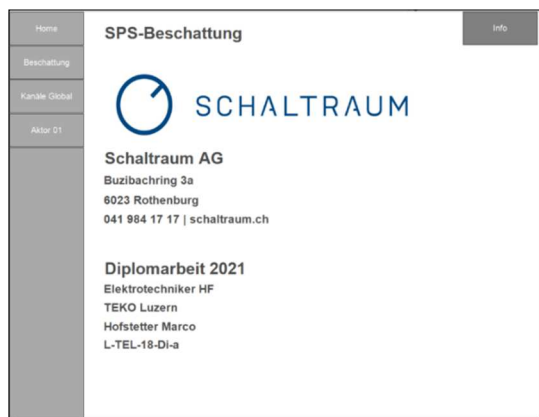 Home
Beschattung
Kanäle Global
Aktor 01
SPS-Beschattung
Info
SCHALTRAUM
Schaltraum AG
Buzibachring 3a
6023 Rothenburg
041 984 17 17 | schaltraum.ch
Diplomarbeit 2021
Elektrotechniker HF
TEKO Luzern
Hofstetter Marco
L-TEL-18-Di-a